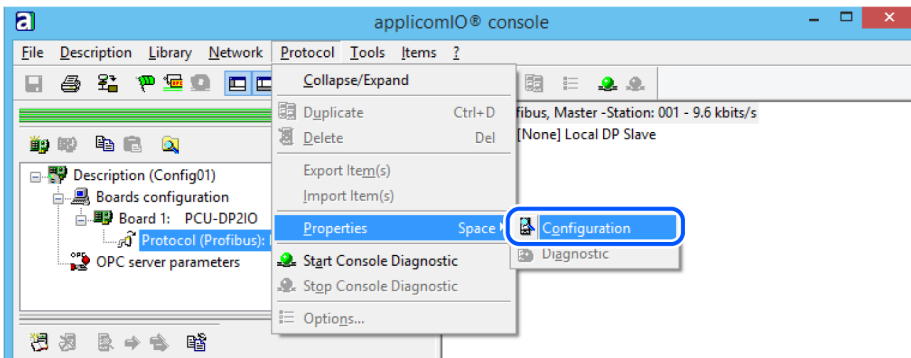 a applicomIO® console
File Description Library Network Protocol Tools Items ?
Collapse/Expand
Duplicate Ctrl+D
Delete Del
Export Item(s)
Import Item(s)
Properties Space
Start Console Diagnostic
Stop Console Diagnostic
Options...
Configuration
Diagnostic
fibus, Master -Station: 001 - 9.6 kbits/s
[None] Local DP Slave
Description (Config01)
Boards configuration
Board 1: PCU-DP2IO
Protocol (Profibus):
OPC OPC server parameters